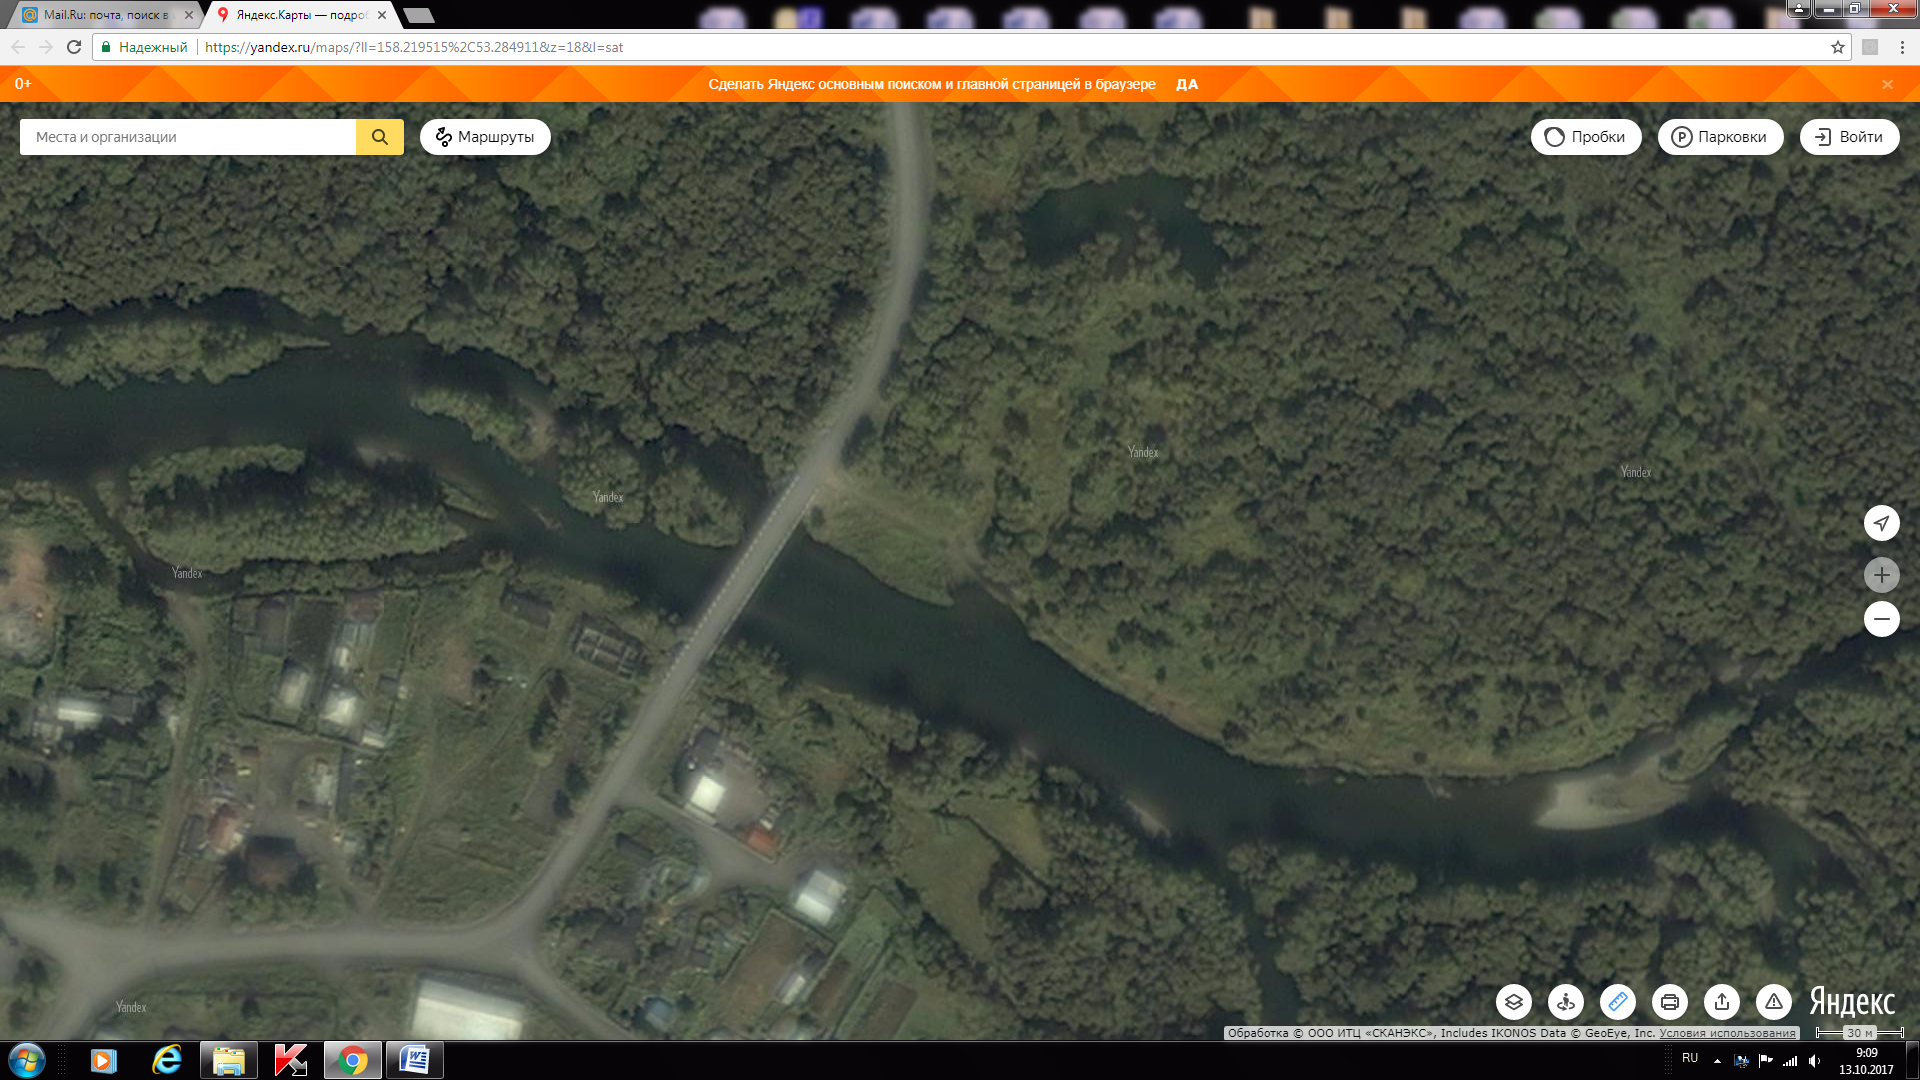 Mail.Ru: почта, поиск в
Яндекс.Карты — подроб
Надежный
https://yandex.ru/maps/?ll=158.219515%2C53.284911&z=18&l=sat
0+
Сделать Яндекс основным поиском и главной страницей в браузере ДА
Места и организации
Маршруты
Пробки
Парковки
Войти
Yandex
Yandex
Yandex
Yandex
Yandex
Яндекс
Обработка © ООО ИТЦ «СКАНЭКС», Includes IKONOS Data © GeoEye, Inc. Условия использования
30 м
RU
9:09
13.10.2017